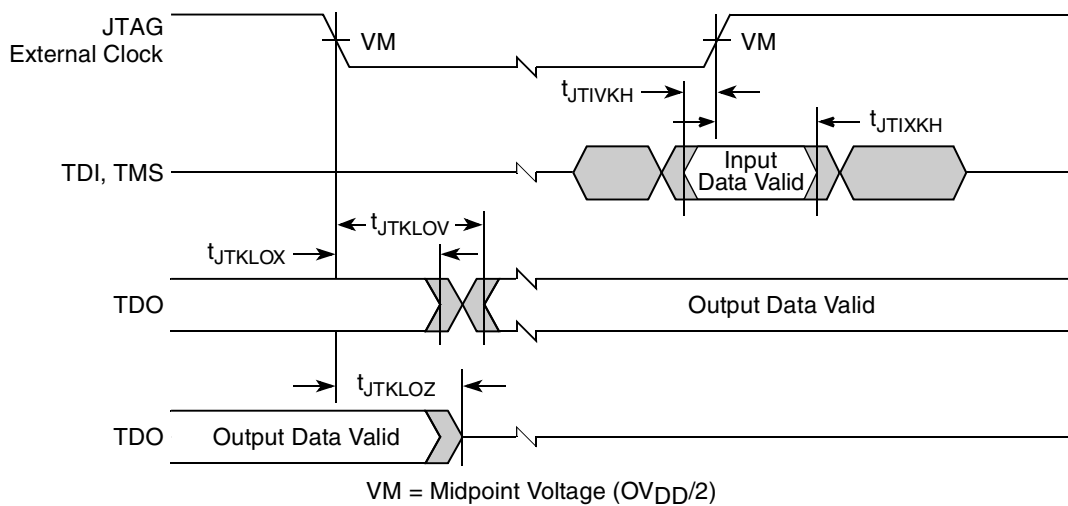 JTAG
External Clock
VM
VM
tJTIVKH
tJTIXKH
TDI, TMS
Input
Data Valid
tJTKLOV
tJTKLOX
TDO
Output Data Valid
tJTKLOZ
TDO
Output Data Valid
VM = Midpoint Voltage (OVDD/2)